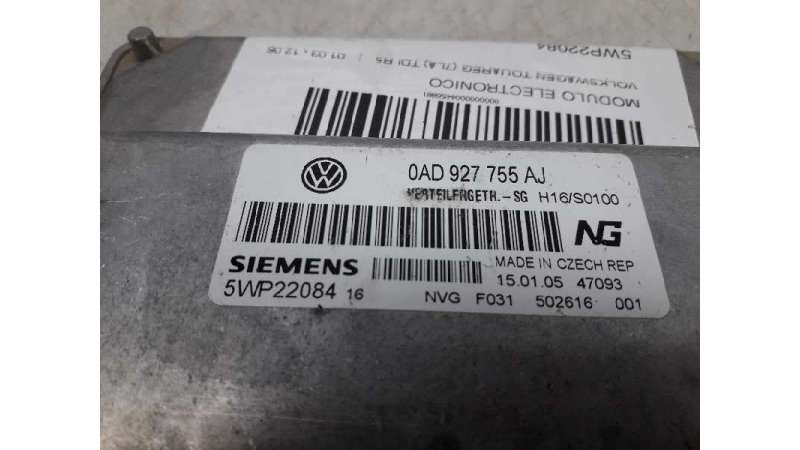 5WP22084
01.03 - 12.06
VOLKSWAGEN TOUAREG (7LA) TDI R5
MODULO ELECTRONICO
0AD 927 755 AJ
VERTEILERGETR.-SG H16/S0100
NG
SIEMENS
MADE IN CZECH REP
15.01.05 47093
5WP22084 16
NVG F031 502616 001